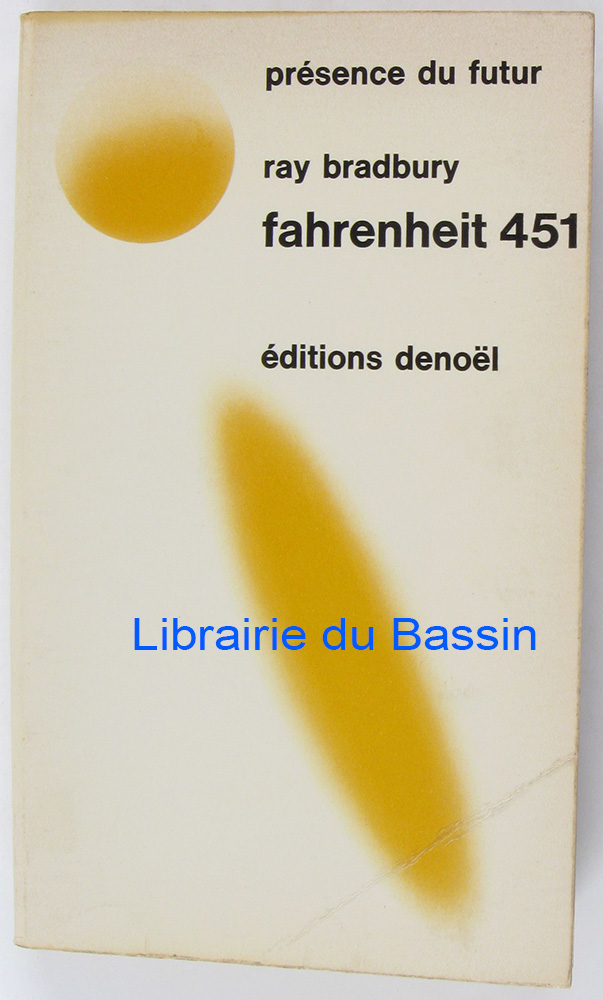 présence du futur
ray bradbury
fahrenheit 451
éditions denoël
Librairie du Bassin